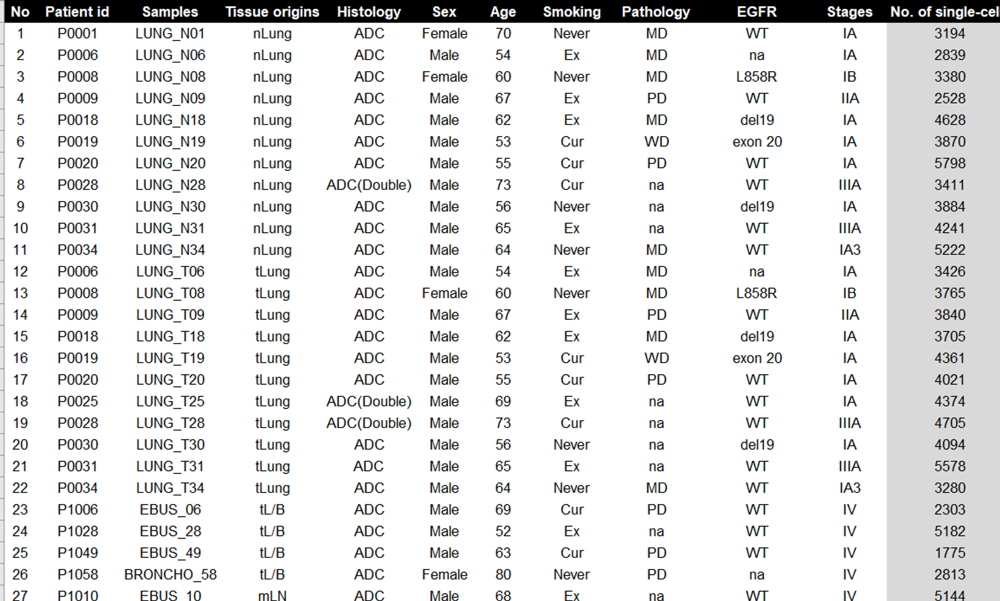 No Patient id Samples Tissue origins Histology Sex Age Smoking Pathology EGFR Stages No. of single-cell
1 P0001 LUNG_N01 nLung ADC Female 70 Never MD WT IA 3194
2 P0006 LUNG_N06 nLung ADC Male 54 Ex MD na IA 2839
3 P0008 LUNG_N08 nLung ADC Female 60 Never MD L858R IB 3380
4 P0009 LUNG_N09 nLung ADC Male 67 Ex PD WT IIA 2528
5 P0018 LUNG_N18 nLung ADC Male 62 Ex MD del19 IA 4628
6 P0019 LUNG_N19 nLung ADC Male 53 Cur WD exon 20 IA 3870
7 P0020 LUNG_N20 nLung ADC Male 55 Cur PD WT IA 5798
8 P0028 LUNG_N28 nLung ADC(Double) Male 73 Cur na WT IIIA 3411
9 P0030 LUNG_N30 nLung ADC Male 56 Never na del19 IA 3884
10 P0031 LUNG_N31 nLung ADC Male 65 Ex na WT IIIA 4241
11 P0034 LUNG_N34 nLung ADC Male 64 Never MD WT IA3 5222
12 P0006 LUNG_T06 tLung ADC Male 54 Ex MD na IA 3426
13 P0008 LUNG_T08 tLung ADC Female 60 Never MD L858R IB 3765
14 P0009 LUNG_T09 tLung ADC Male 67 Ex PD WT IIA 3840
15 P0018 LUNG_T18 tLung ADC Male 62 Ex MD del19 IA 3705
16 P0019 LUNG_T19 tLung ADC Male 53 Cur WD exon 20 IA 4361
17 P0020 LUNG_T20 tLung ADC Male 55 Cur PD WT IA 4021
18 P0025 LUNG_T25 tLung ADC(Double) Male 69 Ex na WT IA 4374
19 P0028 LUNG_T28 tLung ADC(Double) Male 73 Cur na WT IIIA 4705
20 P0030 LUNG_T30 tLung ADC Male 56 Never na del19 IA 4094
21 P0031 LUNG_T31 tLung ADC Male 65 Ex na WT IIIA 5578
22 P0034 LUNG_T34 tLung ADC Male 64 Never MD WT IA3 3280
23 P1006 EBUS_06 tL/B ADC Male 69 Cur PD WT IV 2303
24 P1028 EBUS_28 tL/B ADC Male 52 Ex na WT IV 5182
25 P1049 EBUS_49 tL/B ADC Male 63 Cur PD WT IV 1775
26 P1058 BRONCHO_58 tL/B ADC Female 80 Never PD na IV 2813
27 P1010 EBUS_10 mLN ADC Male 68 Ex na WT IV 5144